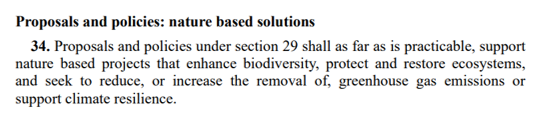 Proposals and policies: nature based solutions
34. Proposals and policies under section 29 shall as far as is practicable, support
nature based projects that enhance biodiversity, protect and restore ecosystems,
and seek to reduce, or increase the removal of, greenhouse gas emissions or
support climate resilience.